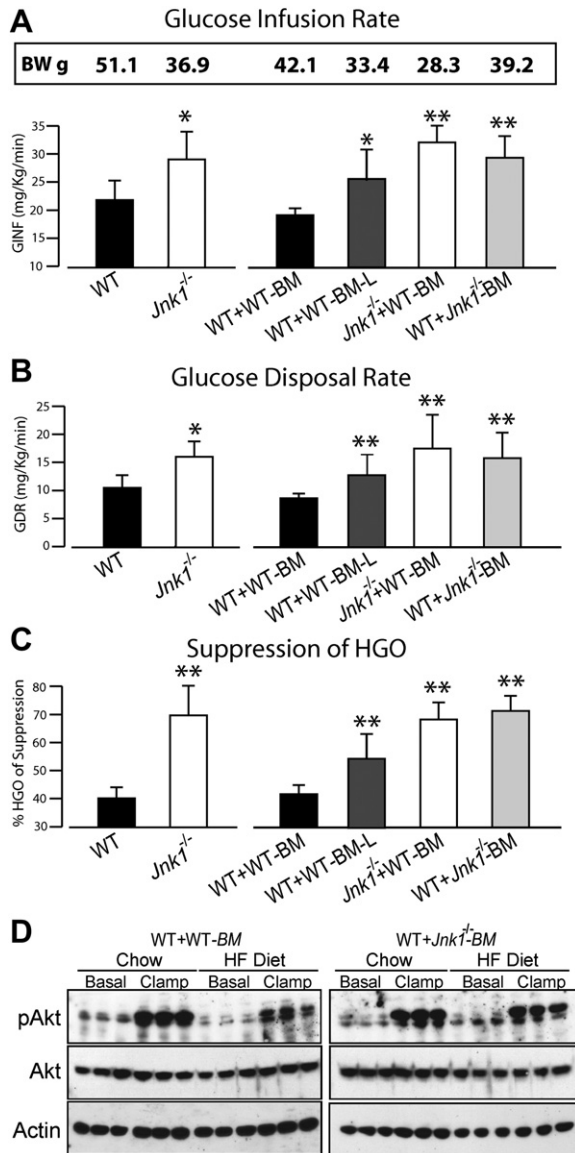 A
Glucose Infusion Rate
BW g 51.1 36.9 42.1 33.4 28.3 39.2
GINF (mg/Kg/min)
35
30
25
20
15
10
* * ** **
WT
Jnk1-/-
WT+WT-BM
WT+WT-BM-L
Jnk1-/-+WT-BM
WT+Jnk1-/-BM
B
Glucose Disposal Rate
GDR (mg/Kg/min)
25
20
15
10
5
0
* ** ** **
WT
Jnk1-/-
WT+WT-BM
WT+WT-BM-L
Jnk1-/-+WT-BM
WT+Jnk1-/-BM
C
Suppression of HGO
% HGO of Suppression
80
70
60
50
40
30
** ** ** **
WT
Jnk1-/-
WT+WT-BM
WT+WT-BM-L
Jnk1-/-+WT-BM
WT+Jnk1-/-BM
D
WT+WT-BM WT+Jnk1-/-BM
Chow HF Diet Chow HF Diet
Basal Clamp Basal Clamp Basal Clamp Basal Clamp
pAkt
Akt
Actin